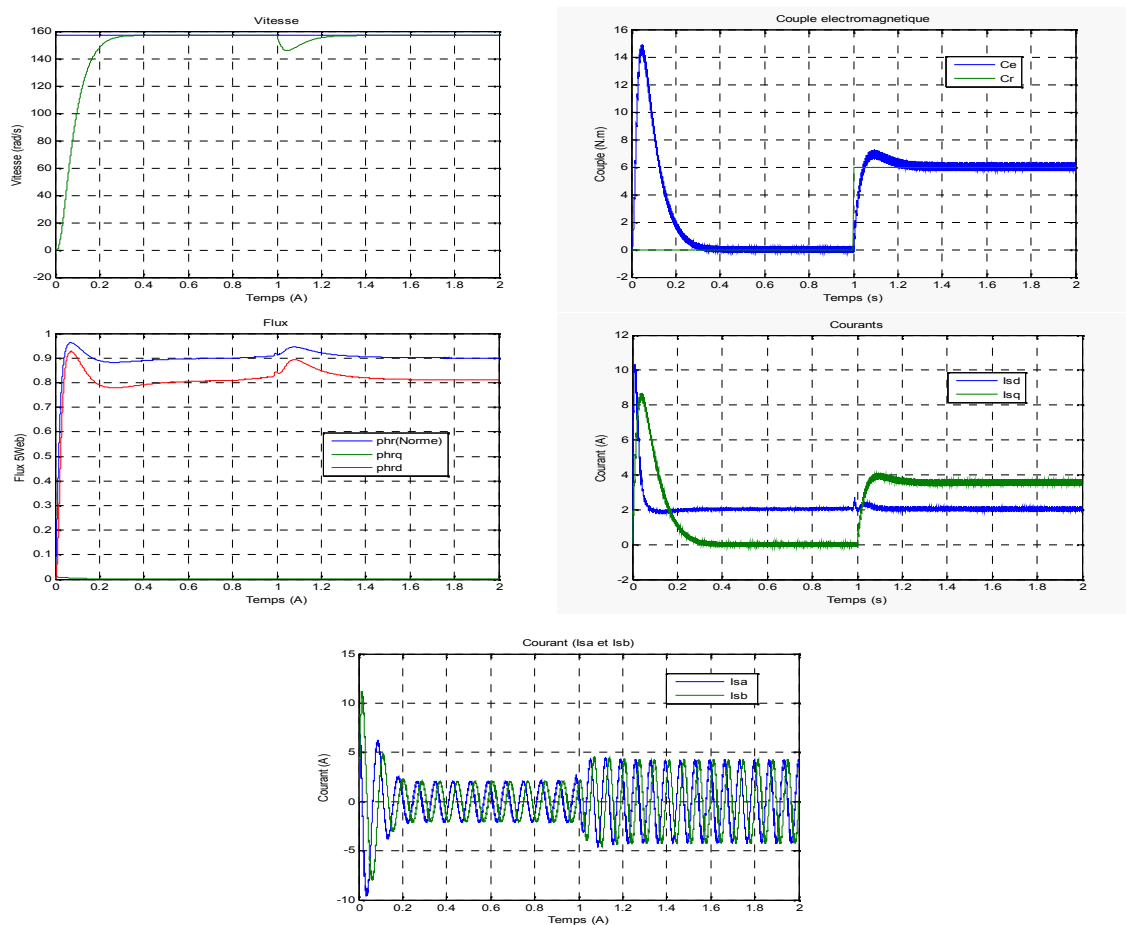 Vitesse
160
140
120
100
80
60
40
20
0
-20
Vitesse (rad/s)
0 0.2 0.4 0.6 0.8 1 1.2 1.4 1.6 1.8 2
Temps (A)
Couple electromagnetique
16
14
12
10
8
6
4
2
0
-2
Couple (N.m)
Ce
Cr
0 0.2 0.4 0.6 0.8 1 1.2 1.4 1.6 1.8 2
Temps (s)
Flux
1
0.9
0.8
0.7
0.6
0.5
0.4
0.3
0.2
0.1
0
Flux 5Web)
phr(Norme)
phrq
phrd
0 0.2 0.4 0.6 0.8 1 1.2 1.4 1.6 1.8 2
Temps (A)
Courants
12
10
8
6
4
2
0
-2
Courant (A)
Isd
Isq
0 0.2 0.4 0.6 0.8 1 1.2 1.4 1.6 1.8 2
Temps (s)
Courant (Isa et Isb)
15
10
5
0
-5
-10
Courant (A)
Isa
Isb
0 0.2 0.4 0.6 0.8 1 1.2 1.4 1.6 1.8 2
Temps (A)